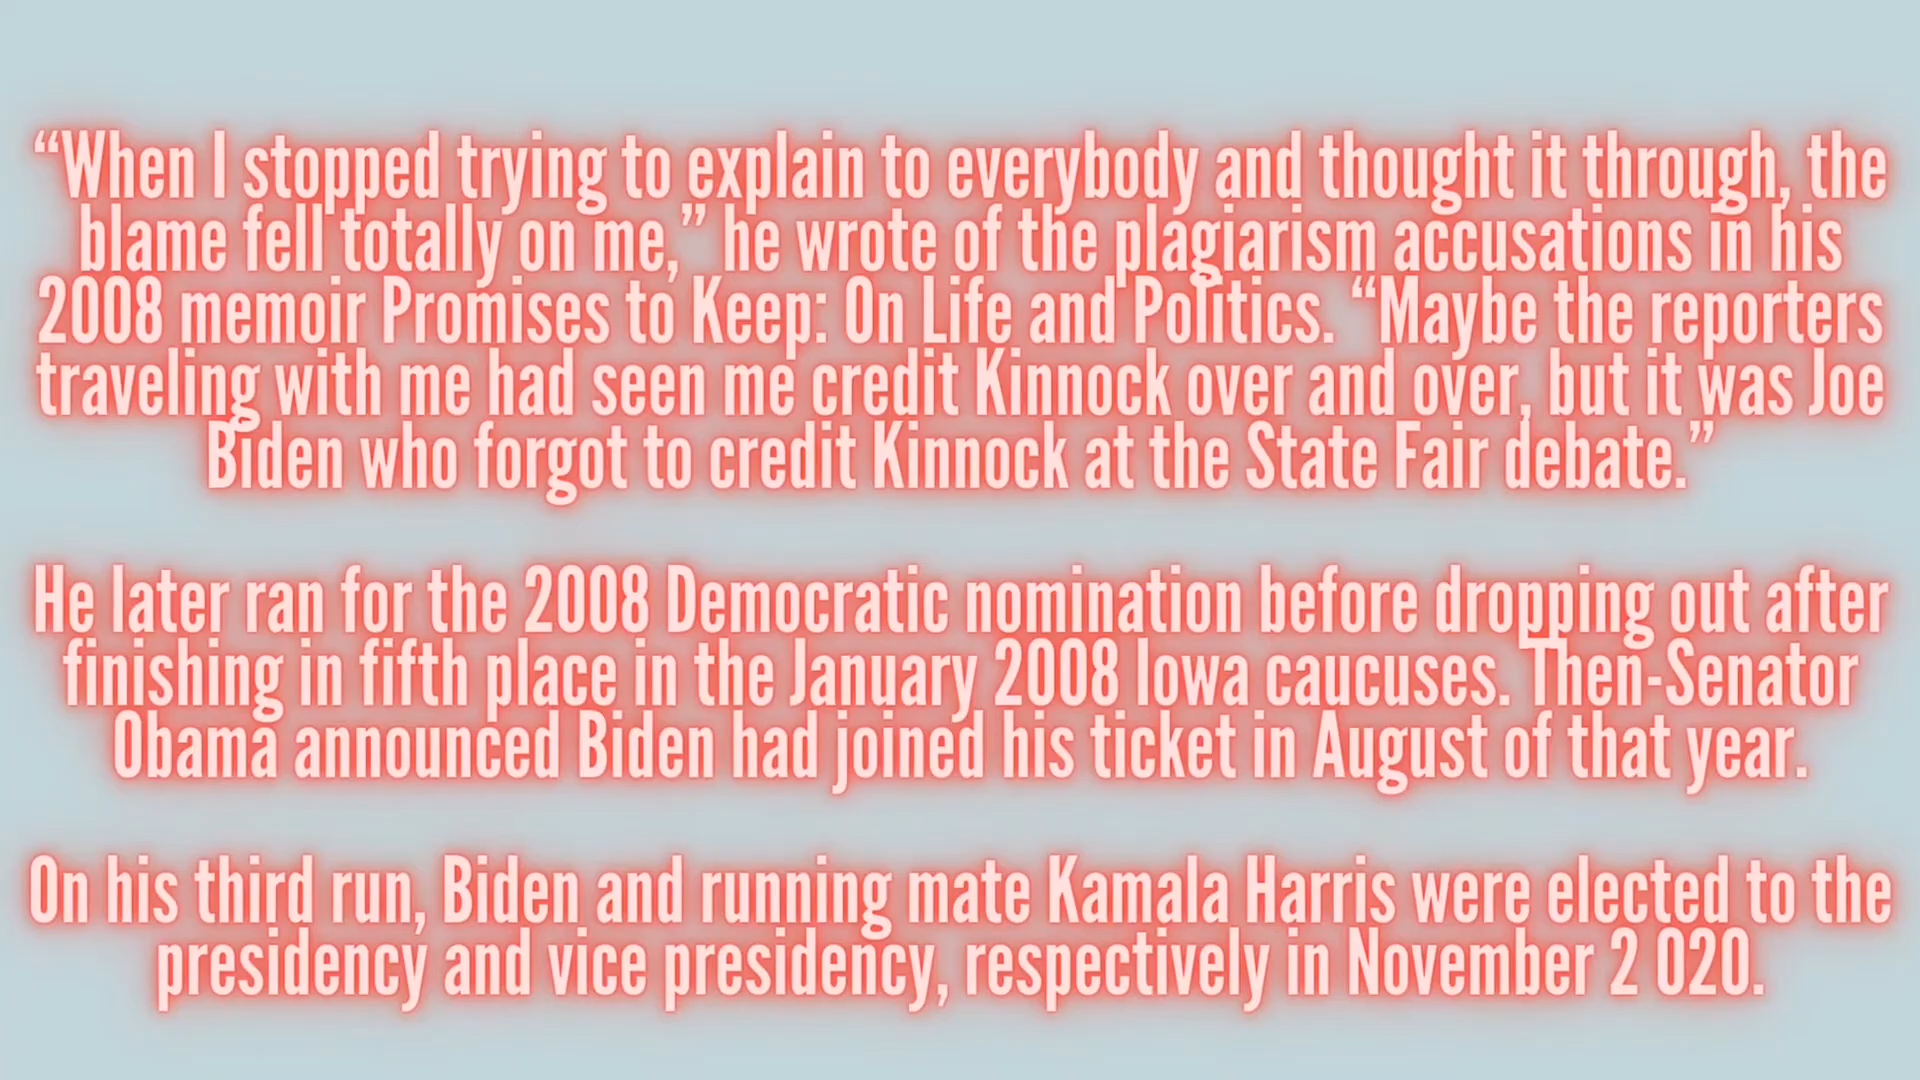 “When I stopped trying to explain to everybody and thought it through, the
blame fell totally on me,” he wrote of the plagiarism accusations in his
2008 memoir Promises to Keep: On Life and Politics. “Maybe the reporters
traveling with me had seen me credit Kinnock over and over, but it was Joe
Biden who forgot to credit Kinnock at the State Fair debate.”
He later ran for the 2008 Democratic nomination before dropping out after
finishing in fifth place in the January 2008 Iowa caucuses. Then-Senator
Obama announced Biden had joined his ticket in August of that year.
On his third run, Biden and running mate Kamala Harris were elected to the
presidency and vice presidency, respectively in November 2 020.